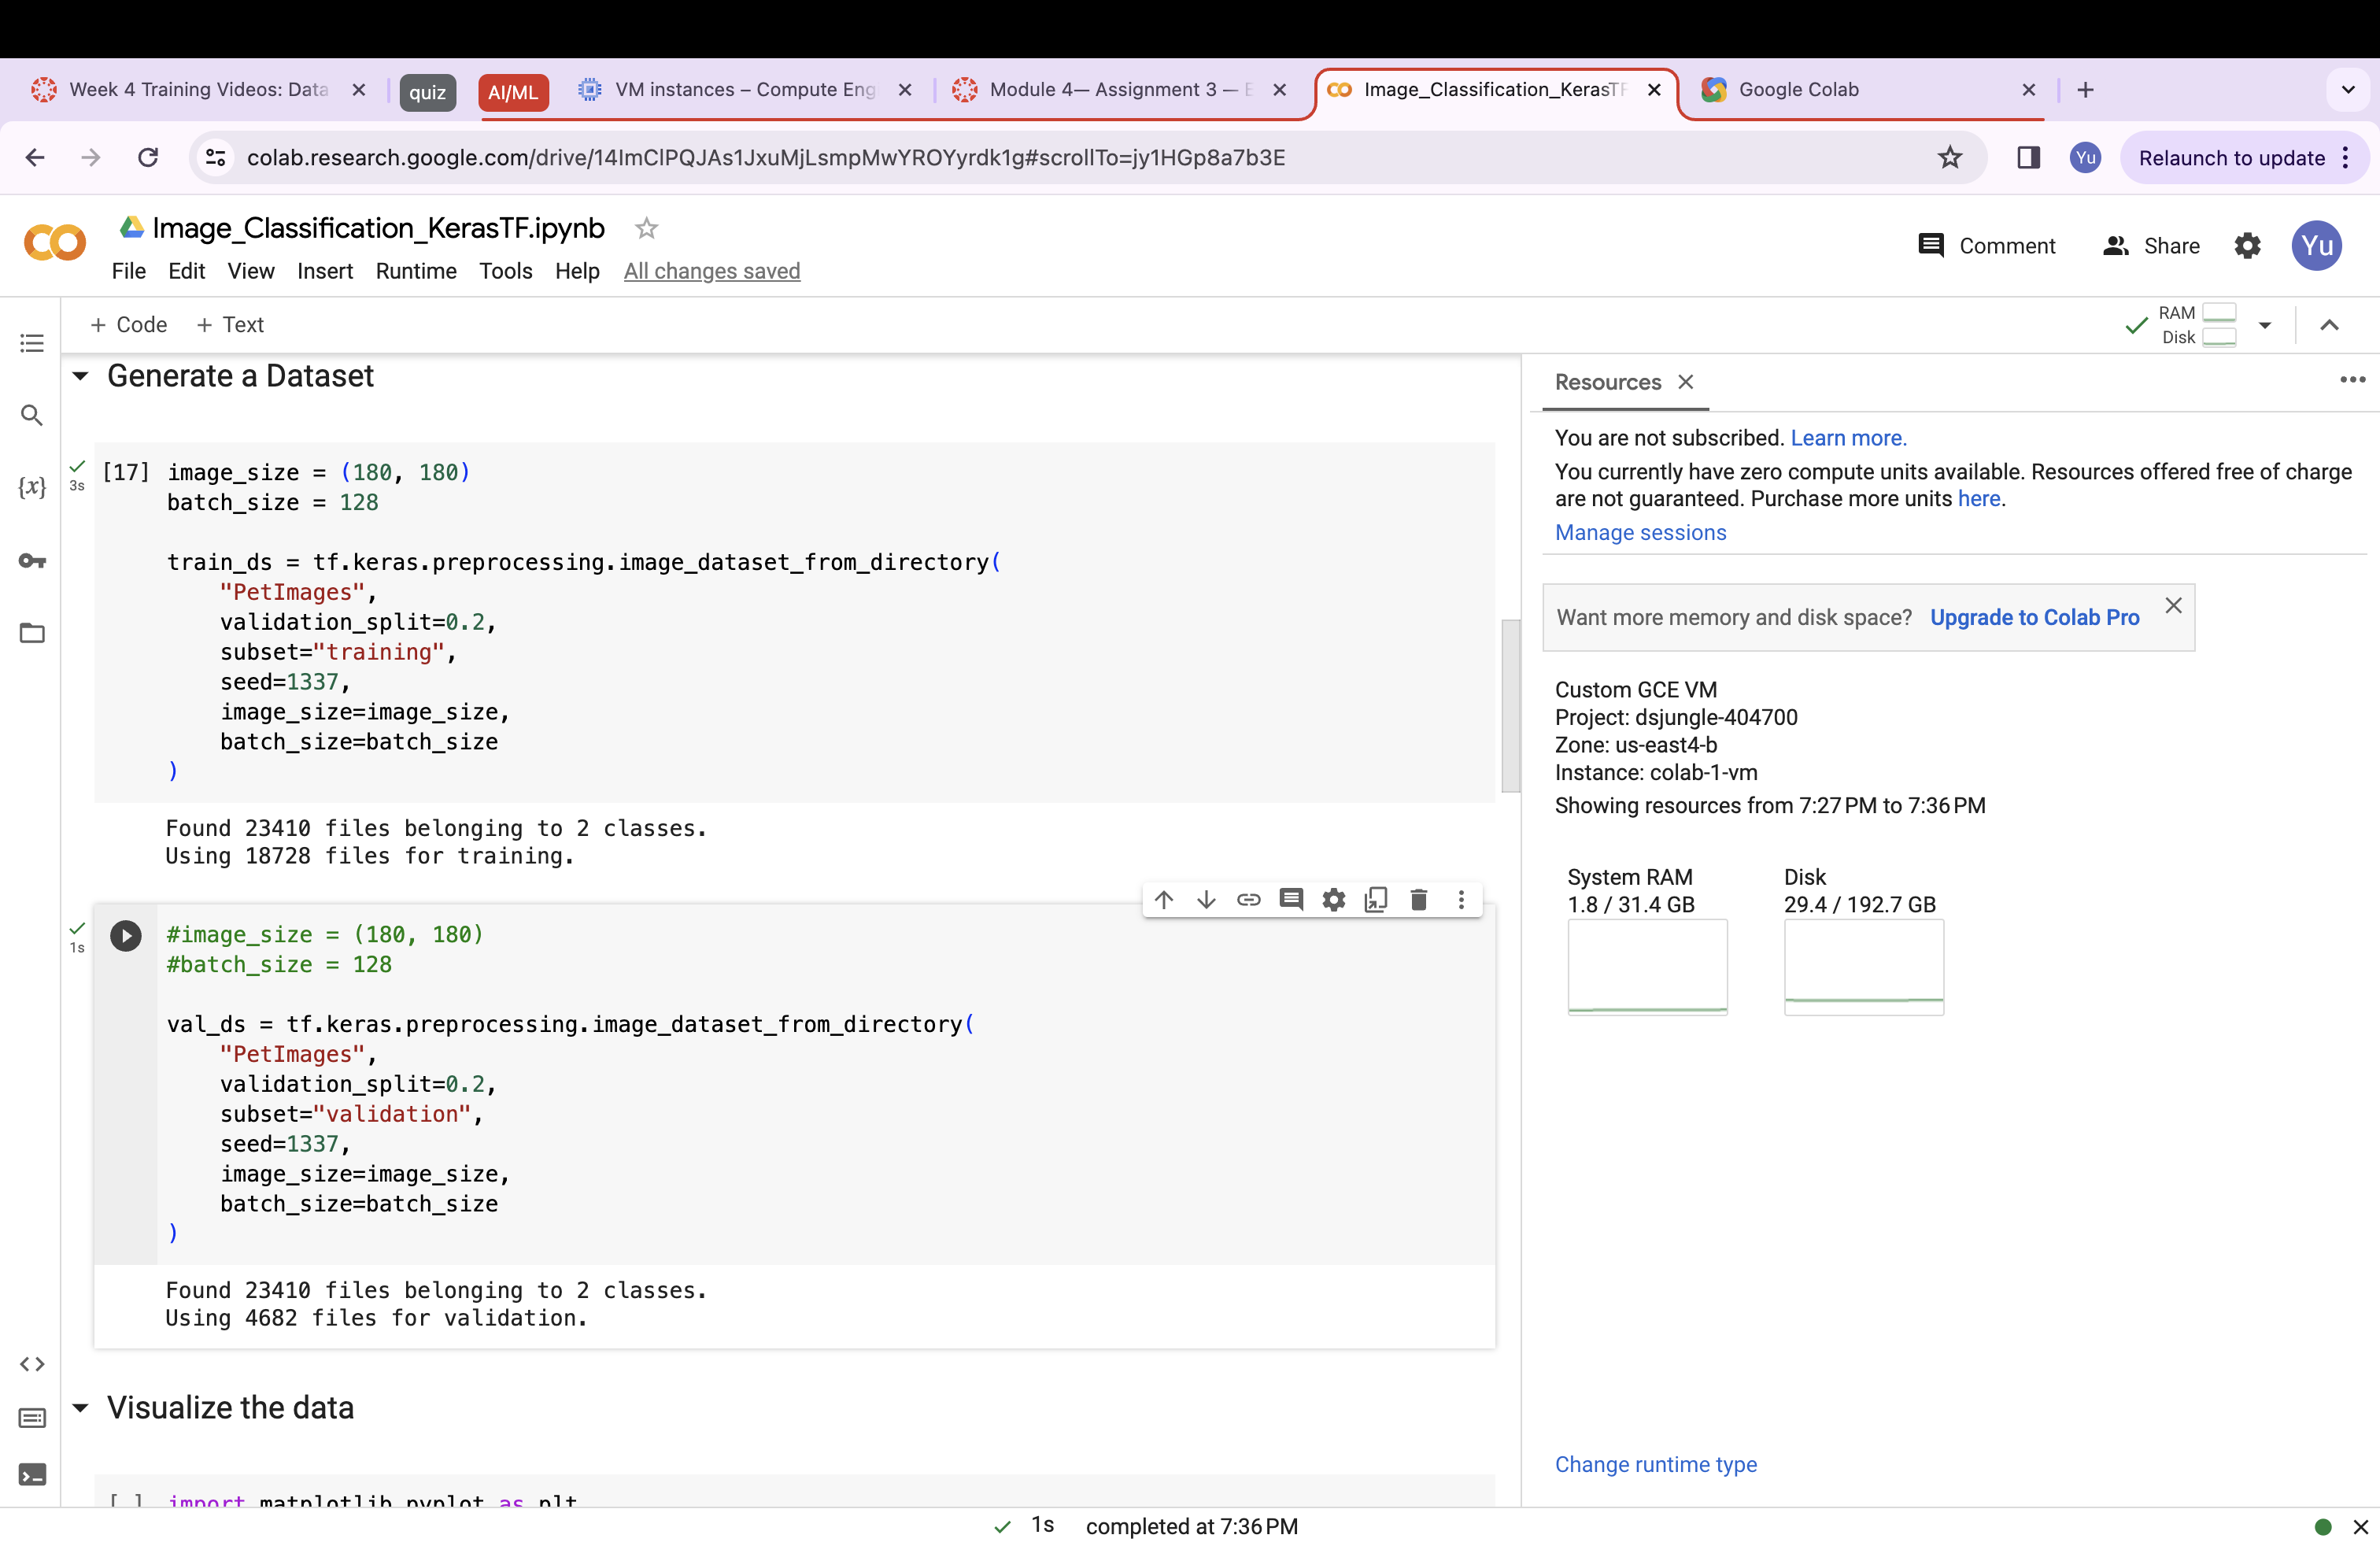 Week 4 Training Videos: Data
quiz
AI/ML
VM instances – Compute Eng
Module 4— Assignment 3 —
Image_Classification_KerasTF
Google Colab
colab.research.google.com/drive/14ImClPQJAs1JxuMjLsmpMwYROYyrdk1g#scrollTo=jy1HGp8a7b3E
Yu
Relaunch to update
Image_Classification_KerasTF.ipynb
File Edit View Insert Runtime Tools Help All changes saved
Comment
Share
Yu
+ Code + Text
RAM
Disk
Generate a Dataset
3s
[17] image_size = (180, 180)
batch_size = 128
train_ds = tf.keras.preprocessing.image_dataset_from_directory(
"PetImages",
validation_split=0.2,
subset="training",
seed=1337,
image_size=image_size,
batch_size=batch_size
)
Found 23410 files belonging to 2 classes.
Using 18728 files for training.
1s
#image_size = (180, 180)
#batch_size = 128
val_ds = tf.keras.preprocessing.image_dataset_from_directory(
"PetImages",
validation_split=0.2,
subset="validation",
seed=1337,
image_size=image_size,
batch_size=batch_size
)
Found 23410 files belonging to 2 classes.
Using 4682 files for validation.
Visualize the data
[ ] import matplotlib.pyplot as plt
Resources
You are not subscribed. Learn more.
You currently have zero compute units available. Resources offered free of charge
are not guaranteed. Purchase more units here.
Manage sessions
Want more memory and disk space? Upgrade to Colab Pro
Custom GCE VM
Project: dsjungle-404700
Zone: us-east4-b
Instance: colab-1-vm
Showing resources from 7:27 PM to 7:36 PM
System RAM
1.8 / 31.4 GB
Disk
29.4 / 192.7 GB
Change runtime type
1s completed at 7:36 PM